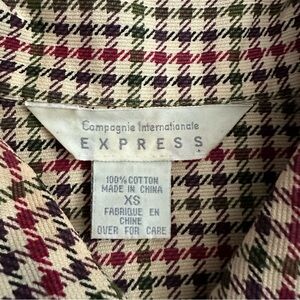 Compagnie Internationale
EXPRESS
100% COTTON
MADE IN CHINA
XS
FABRIQUE EN
CHINE
OVER FOR CARE